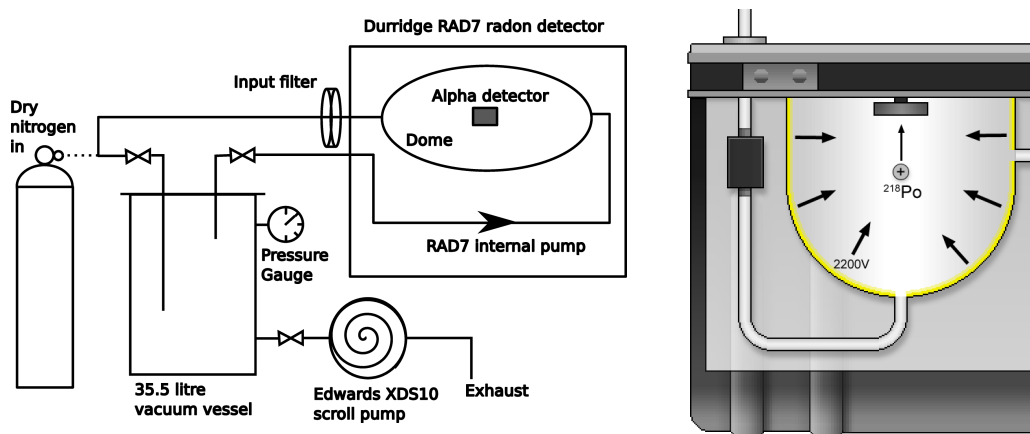 Durridge RAD7 radon detector
Input filter
Alpha detector
Dry
nitrogen
in
Dome
RAD7 internal pump
Pressure
Gauge
35.5 litre
vacuum vessel
Edwards XDS10
scroll pump
Exhaust
+
218Po
2200V